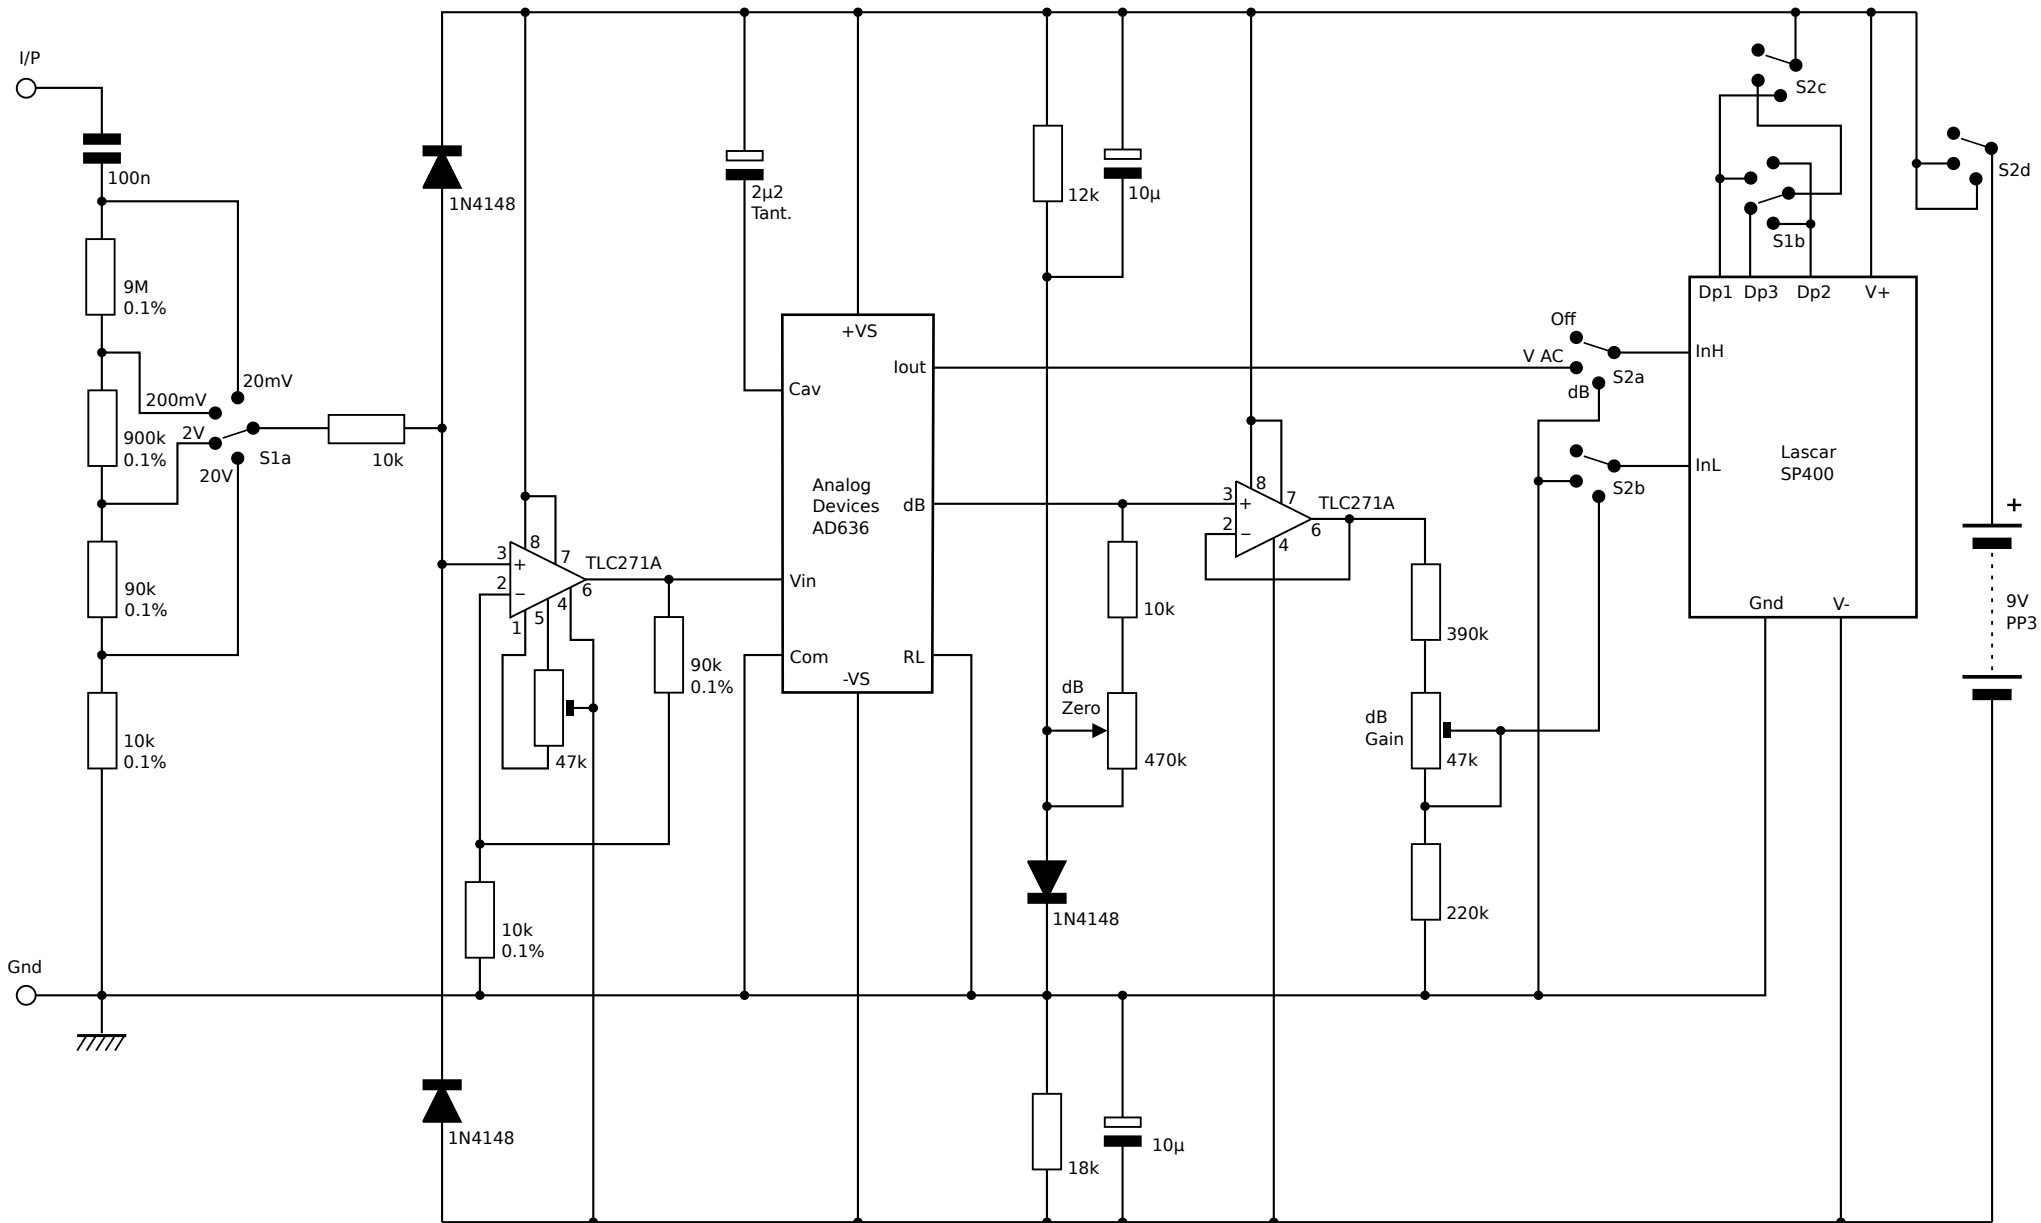 I/P
100n
9M
0.1%
900k
0.1%
90k
0.1%
10k
0.1%
Gnd
20mV
200mV
2V
20V
S1a
10k
1N4148
1N4148
3
+
2
−
8
7
TLC271A
6
4
5
1
47k
90k
0.1%
10k
0.1%
2µ2
Tant.
+VS
Iout
Cav
Analog
Devices
AD636
dB
Vin
Com
RL
-VS
12k
10µ
10k
dB
Zero
470k
1N4148
18k
10µ
3
+
2
−
8
7
TLC271A
6
4
390k
dB
Gain
47k
220k
Off
V AC
dB
S2a
S2b
S2c
S1b
S2d
Dp1
Dp3
Dp2
V+
InH
InL
Lascar
SP400
Gnd
V-
+
9V
PP3